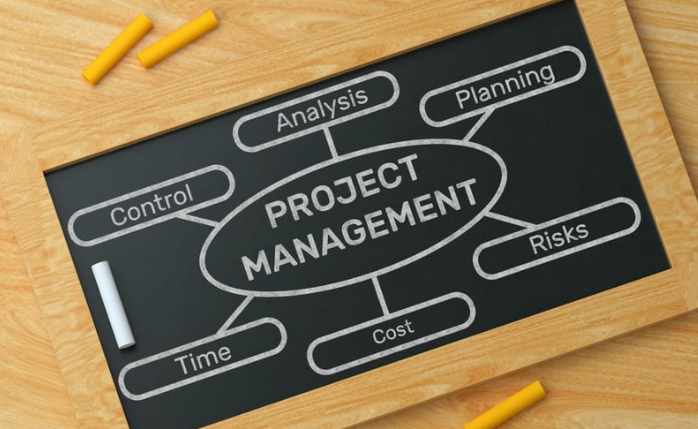 Analysis
Planning
Control
PROJECT
MANAGEMENT
Risks
Time
Cost